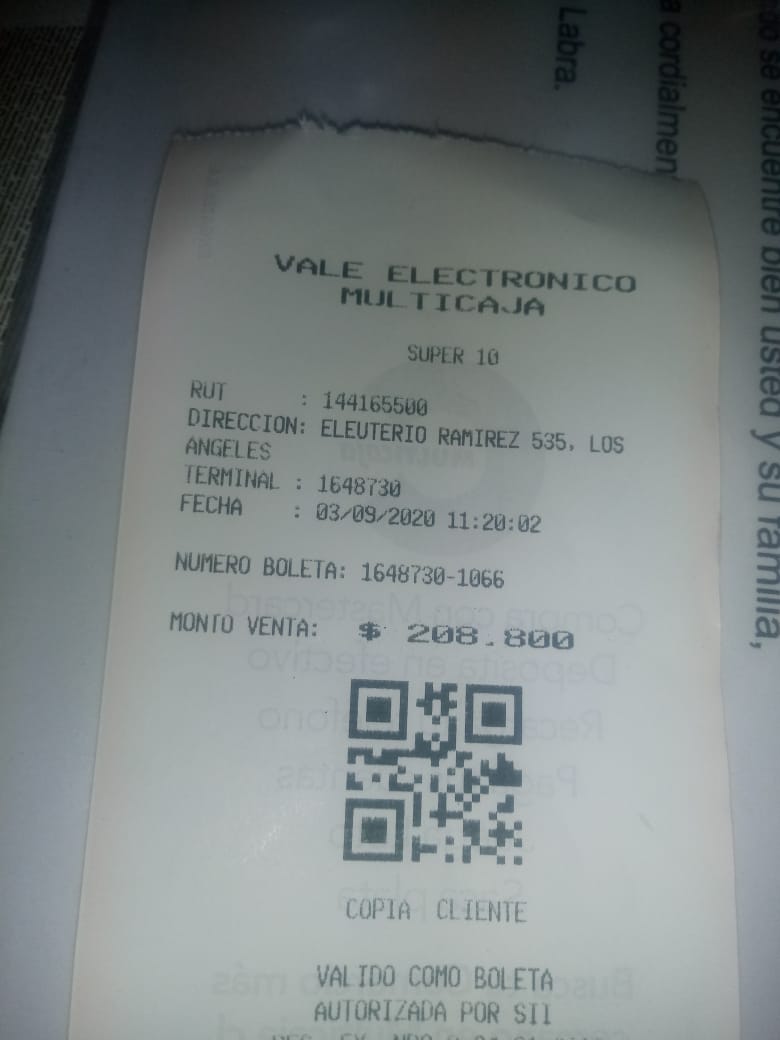 Labra.
a cordialmen
se encuentre bien usted y su familia,
VALE ELECTRONICO
MULTICAJA
SUPER 10
RUT : 144165500
DIRECCION: ELEUTERIO RAMIREZ 535, LOS
ANGELES
TERMINAL : 1648730
FECHA : 03/09/2020 11:20:02
NUMERO BOLETA: 1648730-1066
MONTO VENTA: $ 208.800
COPIA CLIENTE
VALIDO COMO BOLETA
AUTORIZADA POR SII